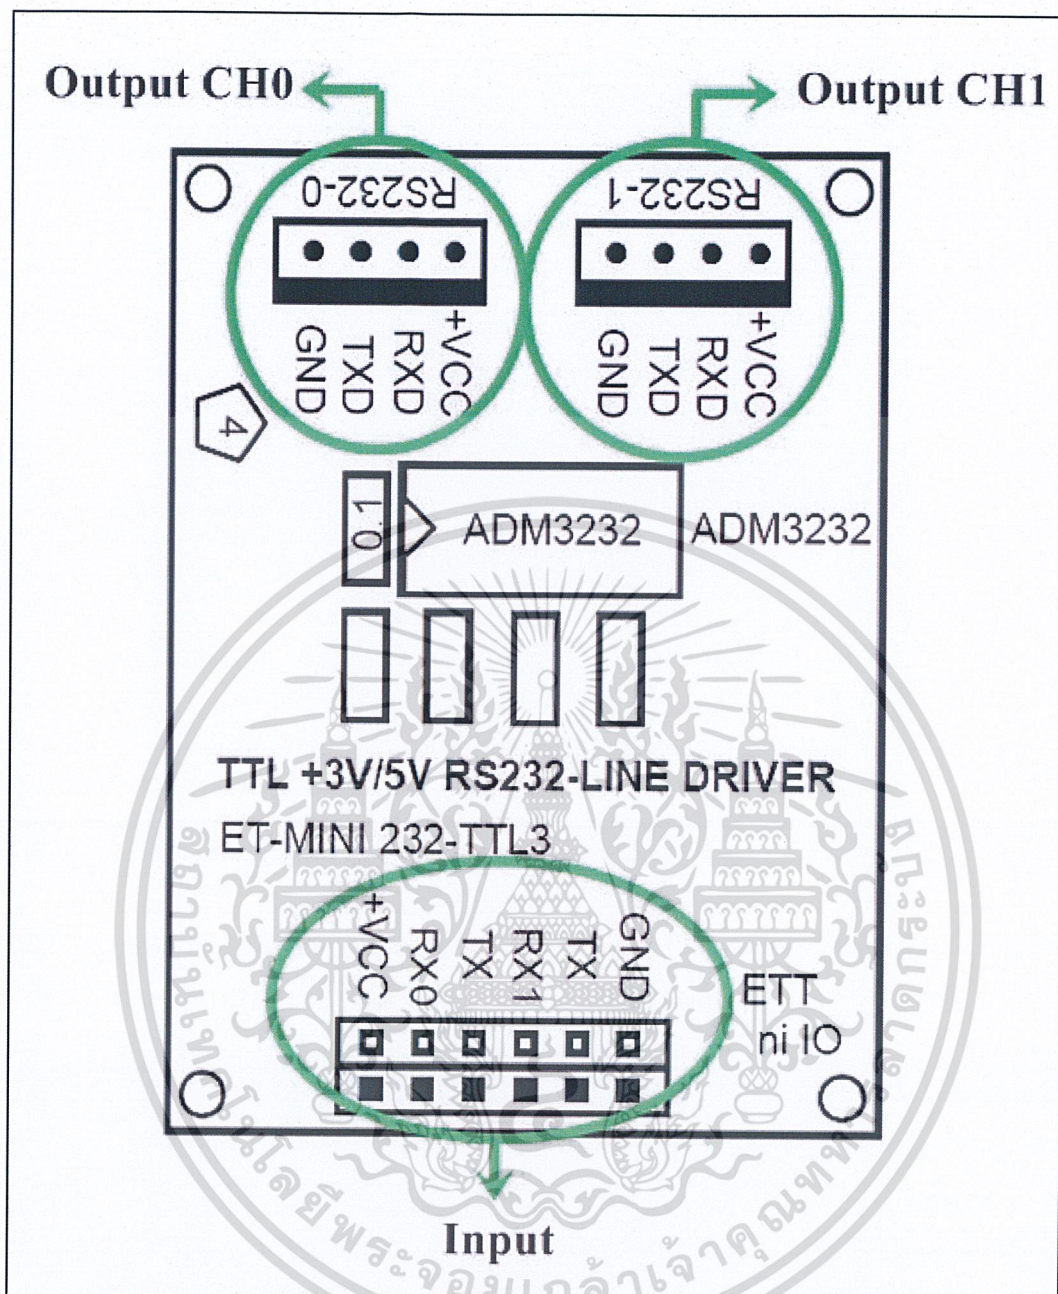 Output CH0
Output CH1
RS232-0
RS232-1
GND
TXD
RXD
+VCC
GND
TXD
RXD
+VCC
4
0.1
ADM3232
ADM3232
TTL +3V/5V RS232-LINE DRIVER
ET-MINI 232-TTL3
+VCC
RX0
TX
RX1
TX
GND
ETT
ni IO
Input